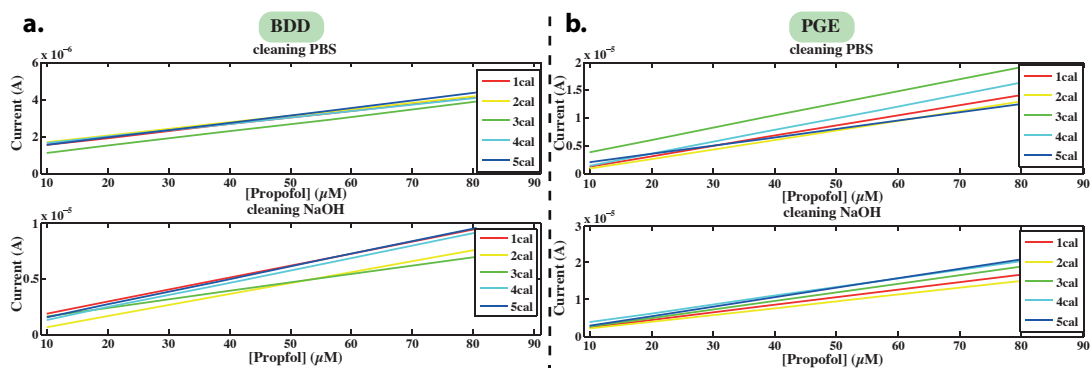 a.
BDD
cleaning PBS
x 10⁻⁶
6
4
2
0
Current (A)
10 20 30 40 50 60 70 80 90
[Propofol] (µM)
1cal
2cal
3cal
4cal
5cal
cleaning NaOH
x 10⁻⁵
1
0.5
0
Current (A)
10 20 30 40 50 60 70 80 90
[Propfol] (µM)
1cal
2cal
3cal
4cal
5cal
b.
PGE
cleaning PBS
x 10⁻⁵
2
1.5
1
0.5
0
Current (A)
10 20 30 40 50 60 70 80 90
[Propofol] (µM)
1cal
2cal
3cal
4cal
5cal
cleaning NaOH
x 10⁻⁵
3
2
1
0
Current (A)
10 20 30 40 50 60 70 80 90
[Propofol] (µM)
1cal
2cal
3cal
4cal
5cal